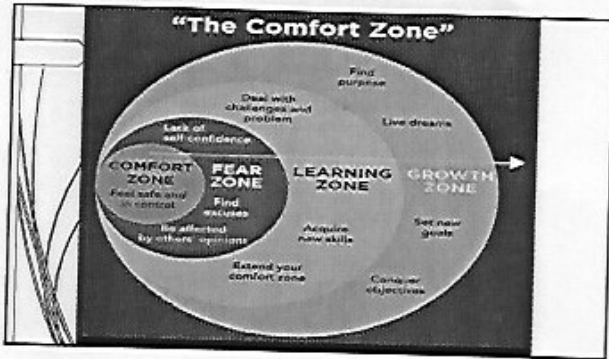 "The Comfort Zone"
Find
purpose
Deal with
challenges and
problem
Live dreams
Lack of
self-confidence
COMFORT
ZONE
Feel safe and
in control
FEAR
ZONE
Find
excuses
Be affected
by others' opinions
LEARNING
ZONE
Acquire
new skills
Extend your
comfort zone
GROWTH
ZONE
Set new
goals
Conquer
objectives